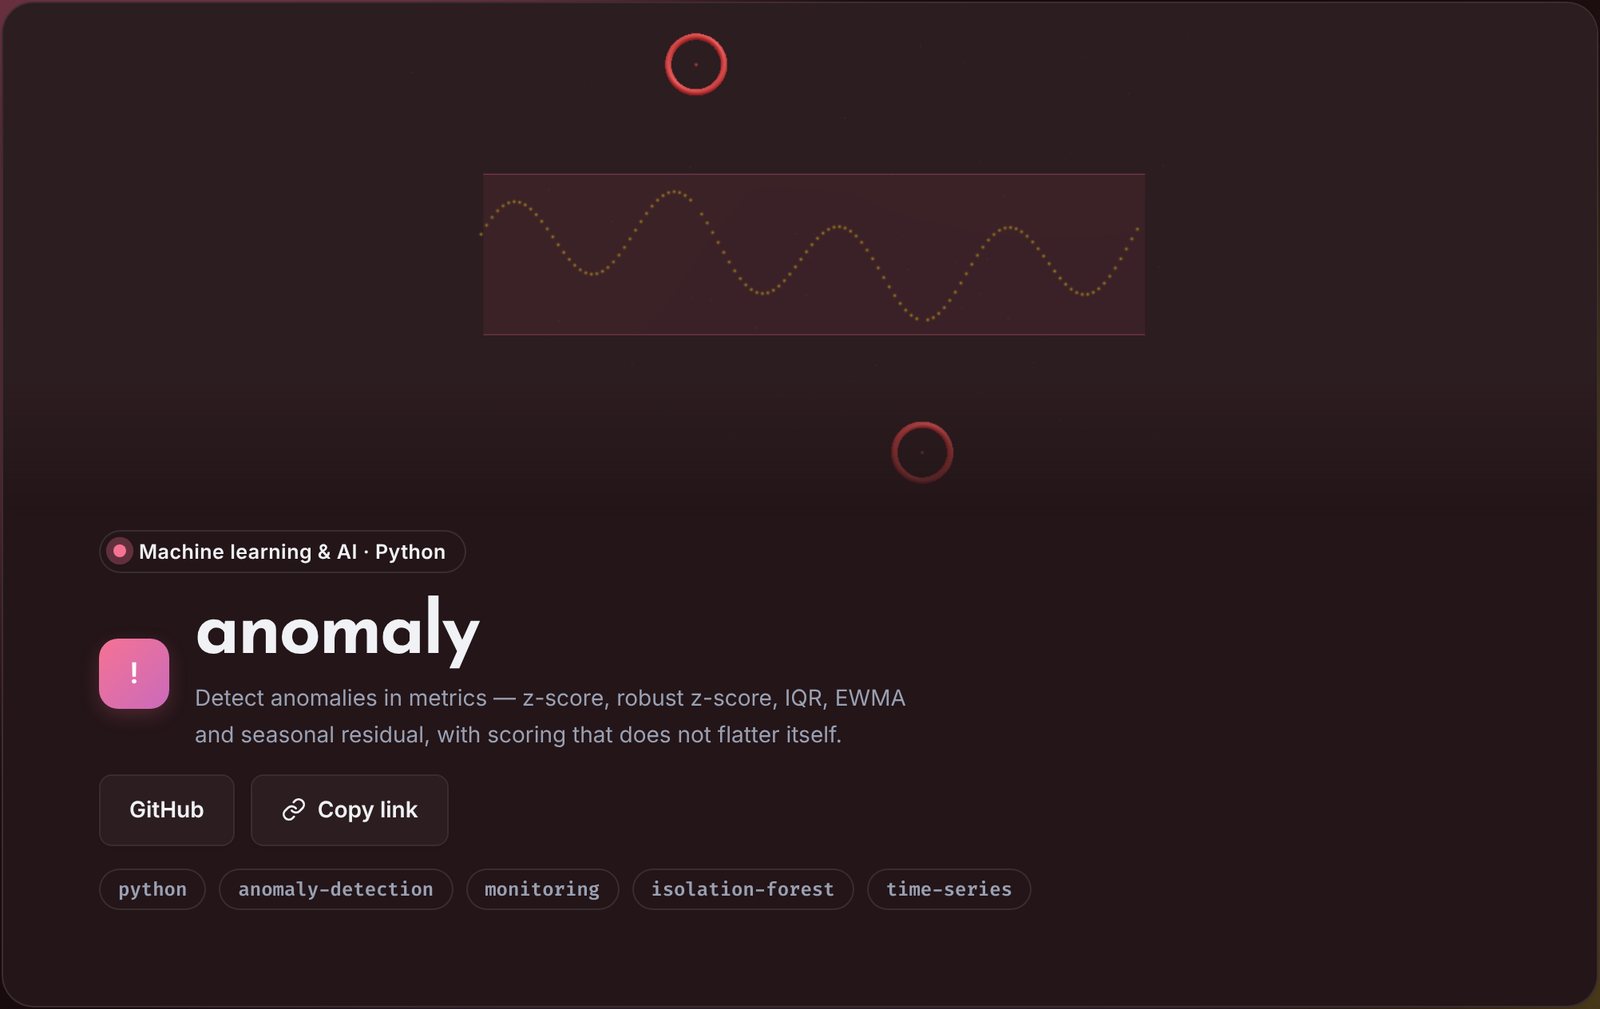 Machine learning & AI · Python
anomaly
!
Detect anomalies in metrics — z-score, robust z-score, IQR, EWMA
and seasonal residual, with scoring that does not flatter itself.
GitHub
Copy link
python
anomaly-detection
monitoring
isolation-forest
time-series